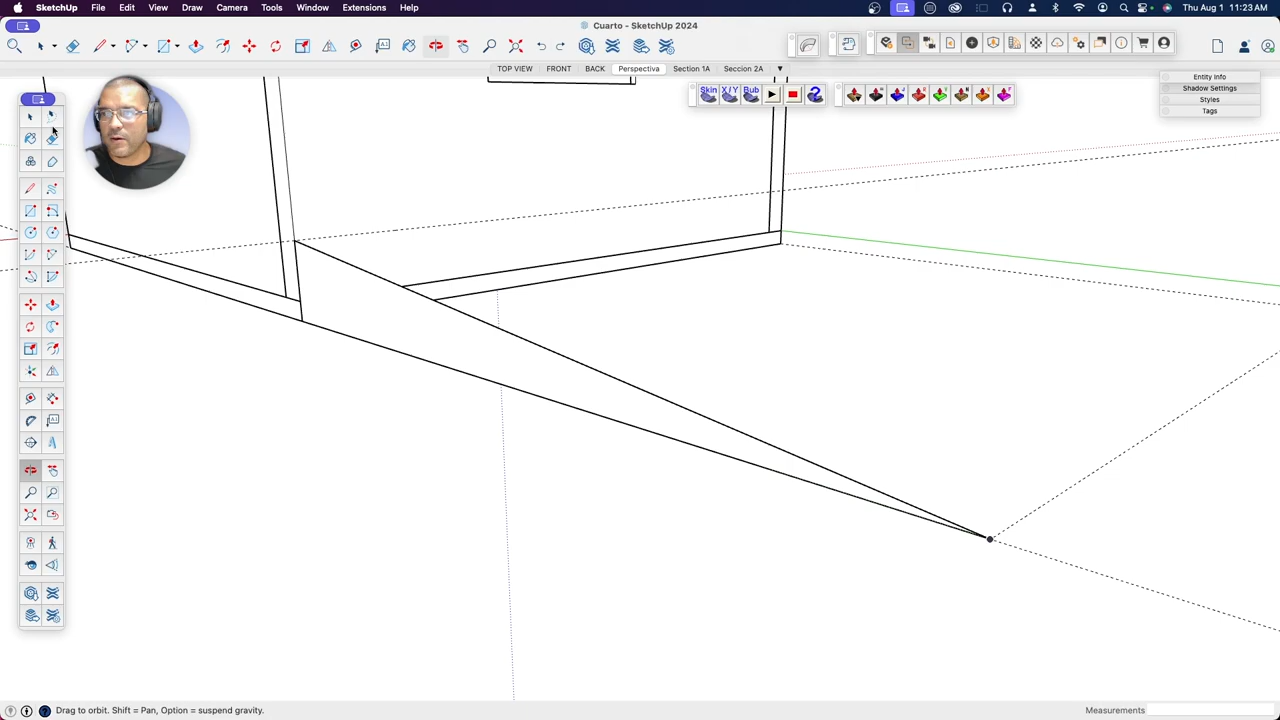 SketchUp File Edit View Draw Camera Tools Window Extensions Help
Thu Aug 1 11:23 AM
Cuarto - SketchUp 2024
TOP VIEW FRONT BACK Perspectiva Section 1A Seccion 2A
Entity Info
Shadow Settings
Styles
Tags
Skin X/Y Bub
Drag to orbit. Shift = Pan, Option = suspend gravity.
Measurements